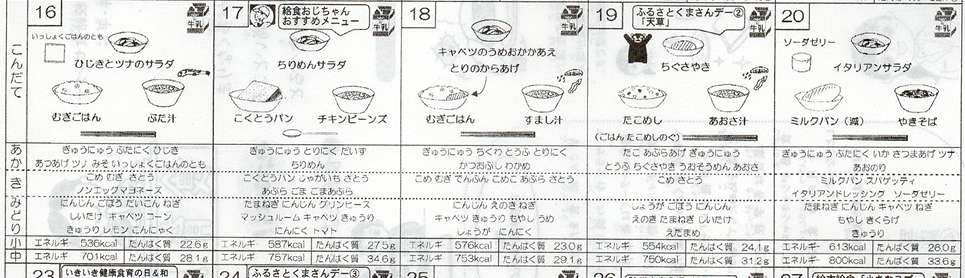 こんだて
16
牛乳
いっしょくごはんのとも
ひじきとツナのサラダ
むぎごはん
ぶた汁
17
給食おじちゃん
おすすめメニュー
牛乳
ちりめんサラダ
こくとうパン
チキンビーンズ
18
牛乳
キャベツのうめおかかあえ
とりのからあげ
むぎごはん
すまし汁
19
ふるさとくまさんデー②
「天草」
牛乳
ちぐさやき
たこめし
あおさ汁
(ごはん たこめしのぐ)
20
牛乳
ソーダゼリー
イタリアンサラダ
ミルクパン(減)
やきそば
あか
ぎゅうにゅう ぶたにく ひじき
あつあげ ツナ みそ いっしょくごはんのとも
ぎゅうにゅう とりにく だいず
ちりめん
ぎゅうにゅう ちくわ とうふ とりにく
かつおぶし わかめ
たこ あぶらあげ ぎゅうにゅう
とうふ ちぐさやき うおそうめん あおさ
ぎゅうにゅう ぶたにく いか さつまあげ ツナ
あおのり
き
こめ むぎ さとう
ノンエッグマヨネーズ
こくとうパン じゃがいも さとう
あぶら ごま ごまあぶら
こめ むぎ でんぷん こめこ あぶら さとう
こめ さとう
ミルクパン スパゲッティ
イタリアンドレッシング ソーダゼリー
みどり
にんじん ごぼう だいこん ねぎ
しいたけ キャベツ コーン
きゅうり レモン こんにゃく
たまねぎ にんじん グリンピース
マッシュルーム キャベツ きゅうり
にんにく トマト
にんじん えのき ねぎ
キャベツ きゅうり もやし うめ
しょうが にんにく
しょうが ごぼう にんじん
えのき たまねぎ しいたけ
えだまめ
にんじん たまねぎ キャベツ ねぎ
もやし きくらげ
きゅうり
小 エネルギー 536kcal たんぱく質 22.6g エネルギー 587kcal たんぱく質 27.5g エネルギー 576kcal たんぱく質 23.0g エネルギー 554kcal たんぱく質 24.1g エネルギー 613kcal たんぱく質 26.0g
中 エネルギー 701kcal たんぱく質 28.1g エネルギー 757kcal たんぱく質 34.6g エネルギー 753kcal たんぱく質 29.1g エネルギー 750kcal たんぱく質 31.2g エネルギー 800kcal たんぱく質 33.6g
23 いきいき健康食育の日&和
24 ふるさとくまさんデー③
25
26
27